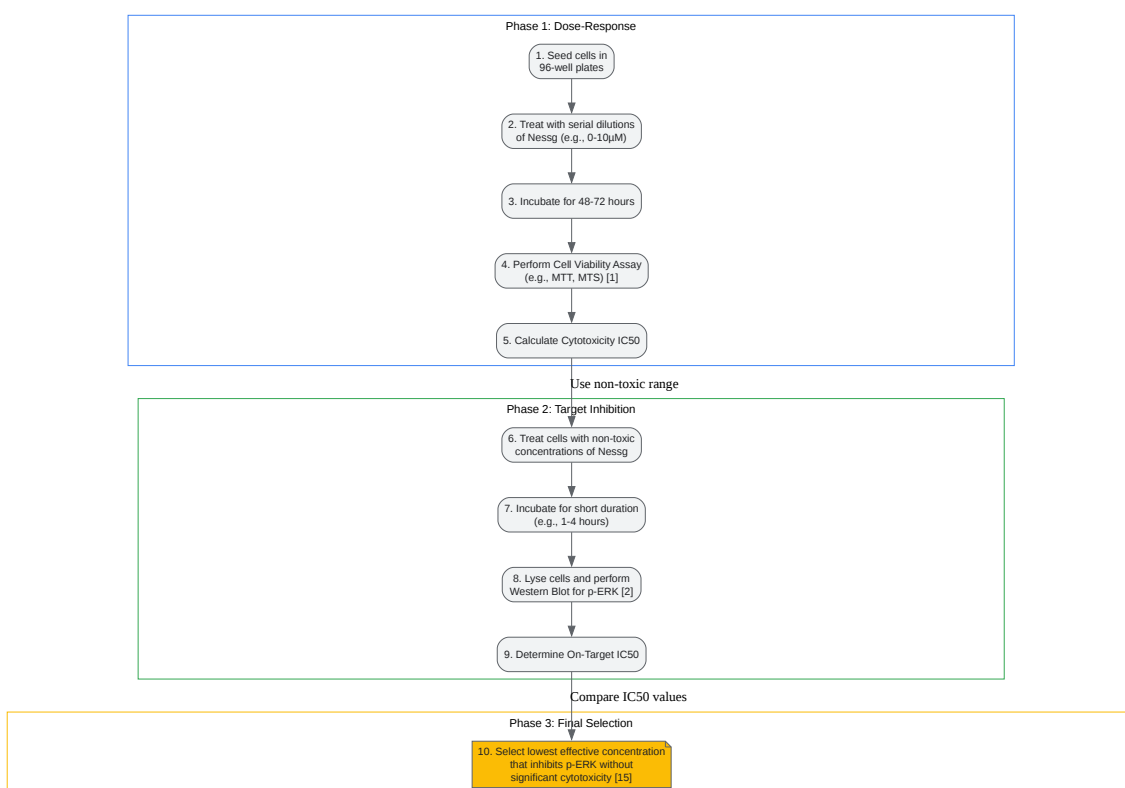 Phase 1: Dose-Response
1. Seed cells in
96-well plates
2. Treat with serial dilutions
of Nessg (e.g., 0-10µM)
3. Incubate for 48-72 hours
4. Perform Cell Viability Assay
(e.g., MTT, MTS) [1]
5. Calculate Cytotoxicity IC50
Use non-toxic range
Phase 2: Target Inhibition
6. Treat cells with non-toxic
concentrations of Nessg
7. Incubate for short duration
(e.g., 1-4 hours)
8. Lyse cells and perform
Western Blot for p-ERK [2]
9. Determine On-Target IC50
Compare IC50 values
Phase 3: Final Selection
10. Select lowest effective concentration
that inhibits p-ERK without
significant cytotoxicity [15]